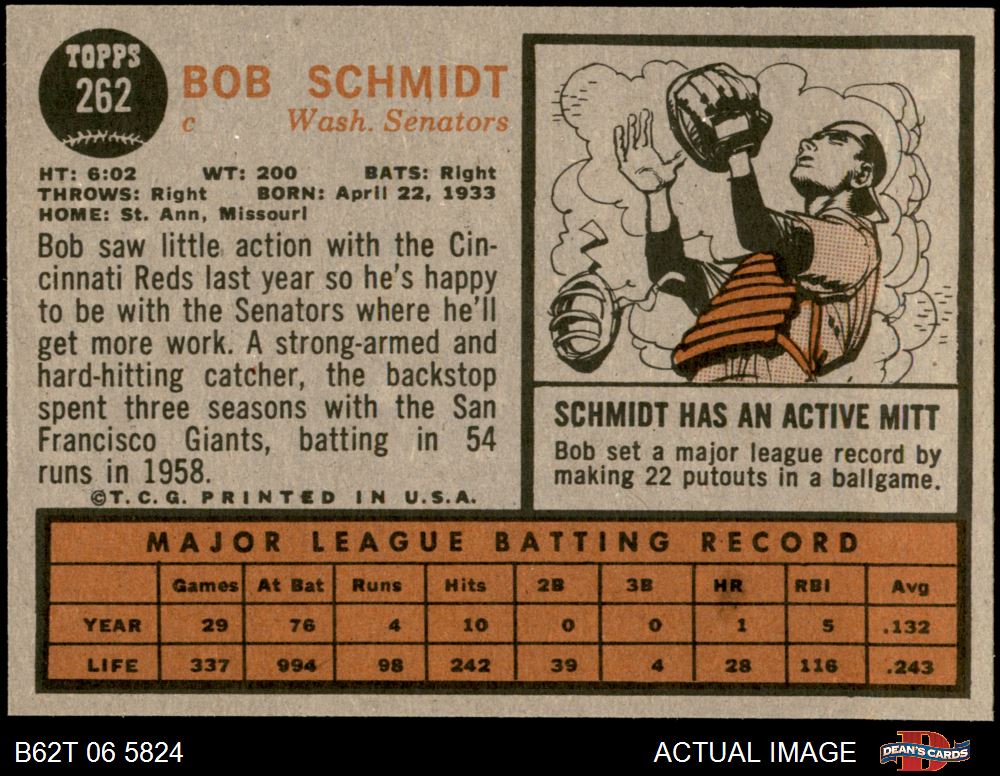 TOPPS
262
BOB SCHMIDT
c Wash. Senators
HT: 6:02 WT: 200 BATS: Right
THROWS: Right BORN: April 22, 1933
HOME: St. Ann, Missouri
Bob saw little action with the Cin-
cinnati Reds last year so he's happy
to be with the Senators where he'll
get more work. A strong-armed and
hard-hitting catcher, the backstop
spent three seasons with the San
Francisco Giants, batting in 54
runs in 1958.
©T.C.G. PRINTED IN U.S.A.
SCHMIDT HAS AN ACTIVE MITT
Bob set a major league record by
making 22 putouts in a ballgame.
MAJOR LEAGUE BATTING RECORD
Games At Bat Runs Hits 2B 3B HR RBI Avg
YEAR 29 76 4 10 0 0 1 5 .132
LIFE 337 994 98 242 39 4 28 116 .243
B62T 06 5824 ACTUAL IMAGE D DEAN'S CARDS